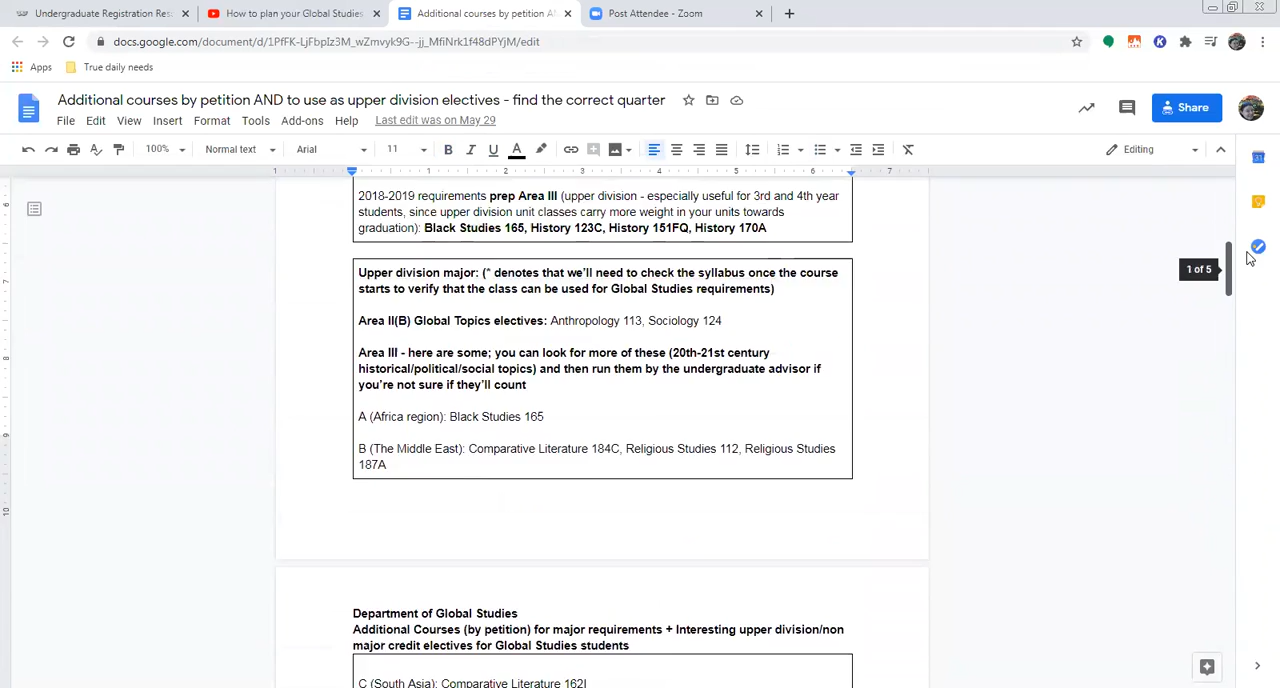 Undergraduate Registration Res
How to plan your Global Studies
Additional courses by petition AN
Post Attendee - Zoom
docs.google.com/document/d/1PfFK-LjFbpIz3M_wZmvyk9G--jj_MfiNrk1f48dPYjM/edit
Apps
True daily needs
Additional courses by petition AND to use as upper division electives - find the correct quarter
File Edit View Insert Format Tools Add-ons Help Last edit was on May 29
Share
100% Normal text Arial 11 Editing
1 1 2 3 4 5 6 7
2018-2019 requirements prep Area III (upper division - especially useful for 3rd and 4th year
students, since upper division unit classes carry more weight in your units towards
graduation): Black Studies 165, History 123C, History 151FQ, History 170A
Upper division major: (* denotes that we'll need to check the syllabus once the course
starts to verify that the class can be used for Global Studies requirements)
1 of 5
Area II(B) Global Topics electives: Anthropology 113, Sociology 124
Area III - here are some; you can look for more of these (20th-21st century
historical/political/social topics) and then run them by the undergraduate advisor if
you're not sure if they'll count
A (Africa region): Black Studies 165
B (The Middle East): Comparative Literature 184C, Religious Studies 112, Religious Studies
187A
Department of Global Studies
Additional Courses (by petition) for major requirements + Interesting upper division/non
major credit electives for Global Studies students
C (South Asia): Comparative Literature 162I